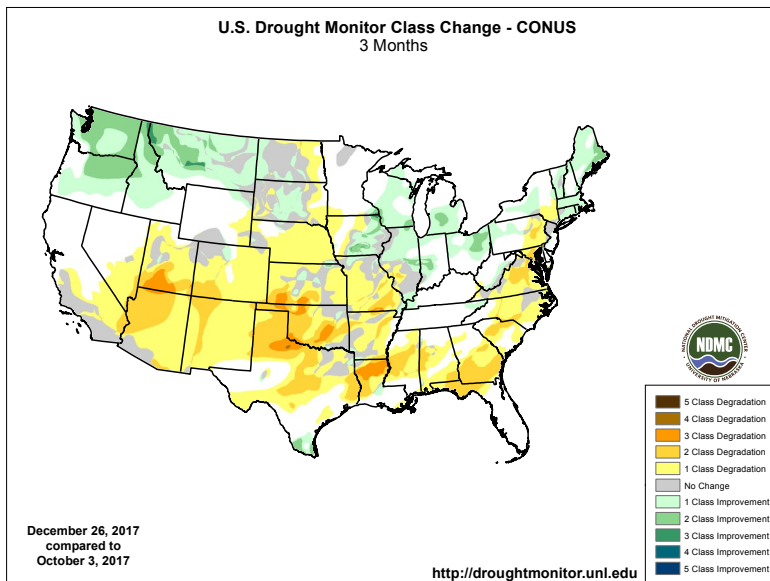 U.S. Drought Monitor Class Change - CONUS
3 Months
NATIONAL DROUGHT MITIGATION CENTER
NDMC
UNIVERSITY OF NEBRASKA
5 Class Degradation
4 Class Degradation
3 Class Degradation
2 Class Degradation
1 Class Degradation
No Change
1 Class Improvement
2 Class Improvement
3 Class Improvement
4 Class Improvement
5 Class Improvement
December 26, 2017
compared to
October 3, 2017
http://droughtmonitor.unl.edu